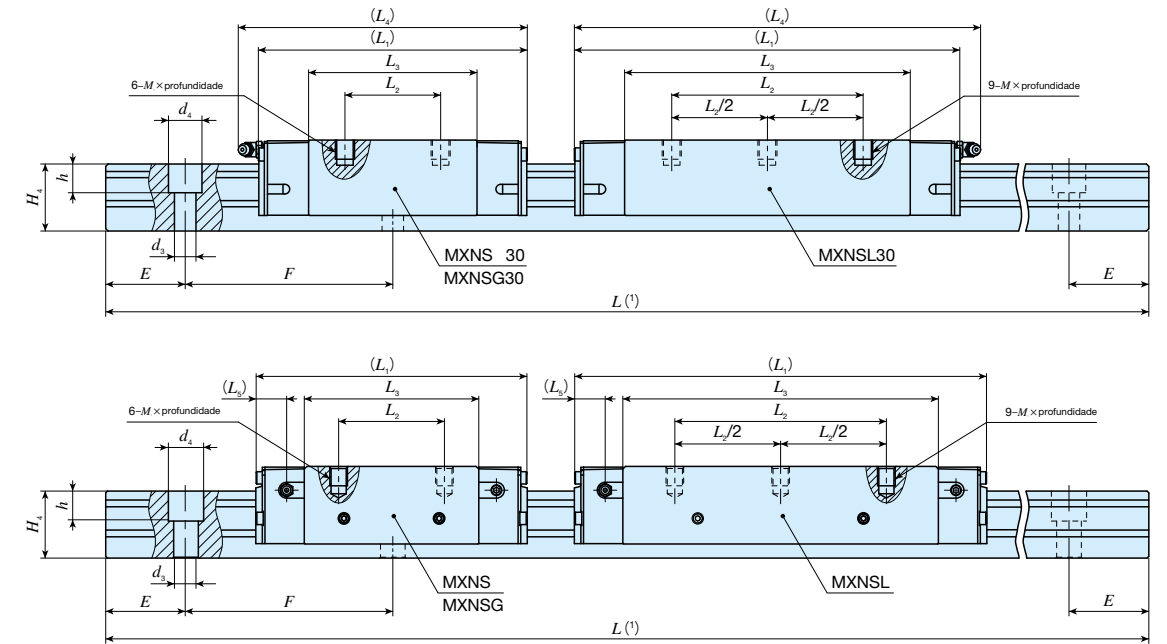 (L₄) (L₄)
(L₁) (L₁)
L₃ L₃
6–M×profundidade L₂ L₂ 9–M×profundidade
d₄ L₂/2 L₂/2
h
H₄
d₃
MXNS 30 MXNSL30
MXNSG30
E F E
L(¹)
(L₁) (L₁)
(L₅) L₃ (L₅) L₃
6–M×profundidade L₂ L₂ 9–M×profundidade
d₄ L₂/2 L₂/2
h
H₄
d₃
MXNS MXNSL
MXNSG
E F E
L(¹)